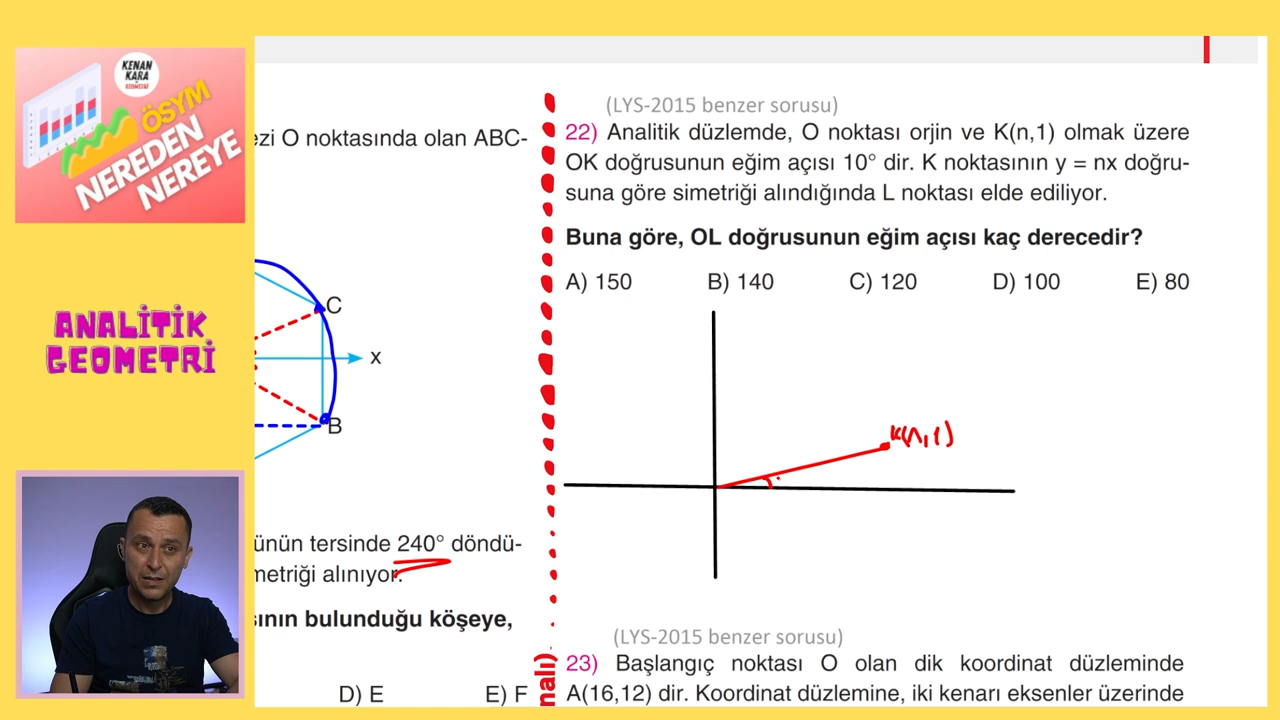 KENAN
KARA
GEOMETRİ
ÖSYM
NEREDEN
NEREYE
ANALİTİK
GEOMETRİ
ezi O noktasında olan ABC-
C
x
B
ünün tersinde 240° döndü-
metriği alınıyor.
sının bulunduğu köşeye,
D) E E) F
nalı)
(LYS-2015 benzer sorusu)
22) Analitik düzlemde, O noktası orjin ve K(n,1) olmak üzere
OK doğrusunun eğim açısı 10° dir. K noktasının y = nx doğru-
suna göre simetriği alındığında L noktası elde ediliyor.
Buna göre, OL doğrusunun eğim açısı kaç derecedir?
A) 150 B) 140 C) 120 D) 100 E) 80
K(n,1)
(LYS-2015 benzer sorusu)
23) Başlangıç noktası O olan dik koordinat düzleminde
A(16,12) dir. Koordinat düzlemine, iki kenarı eksenler üzerinde